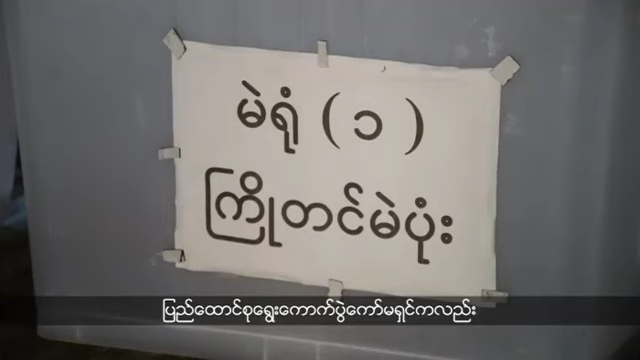 မဲရုံ ( ၁ )
ကြိုတင်မဲပုံး
ပြည်ထောင်စုရွေးကောက်ပွဲကော်မရှင်ကလည်း